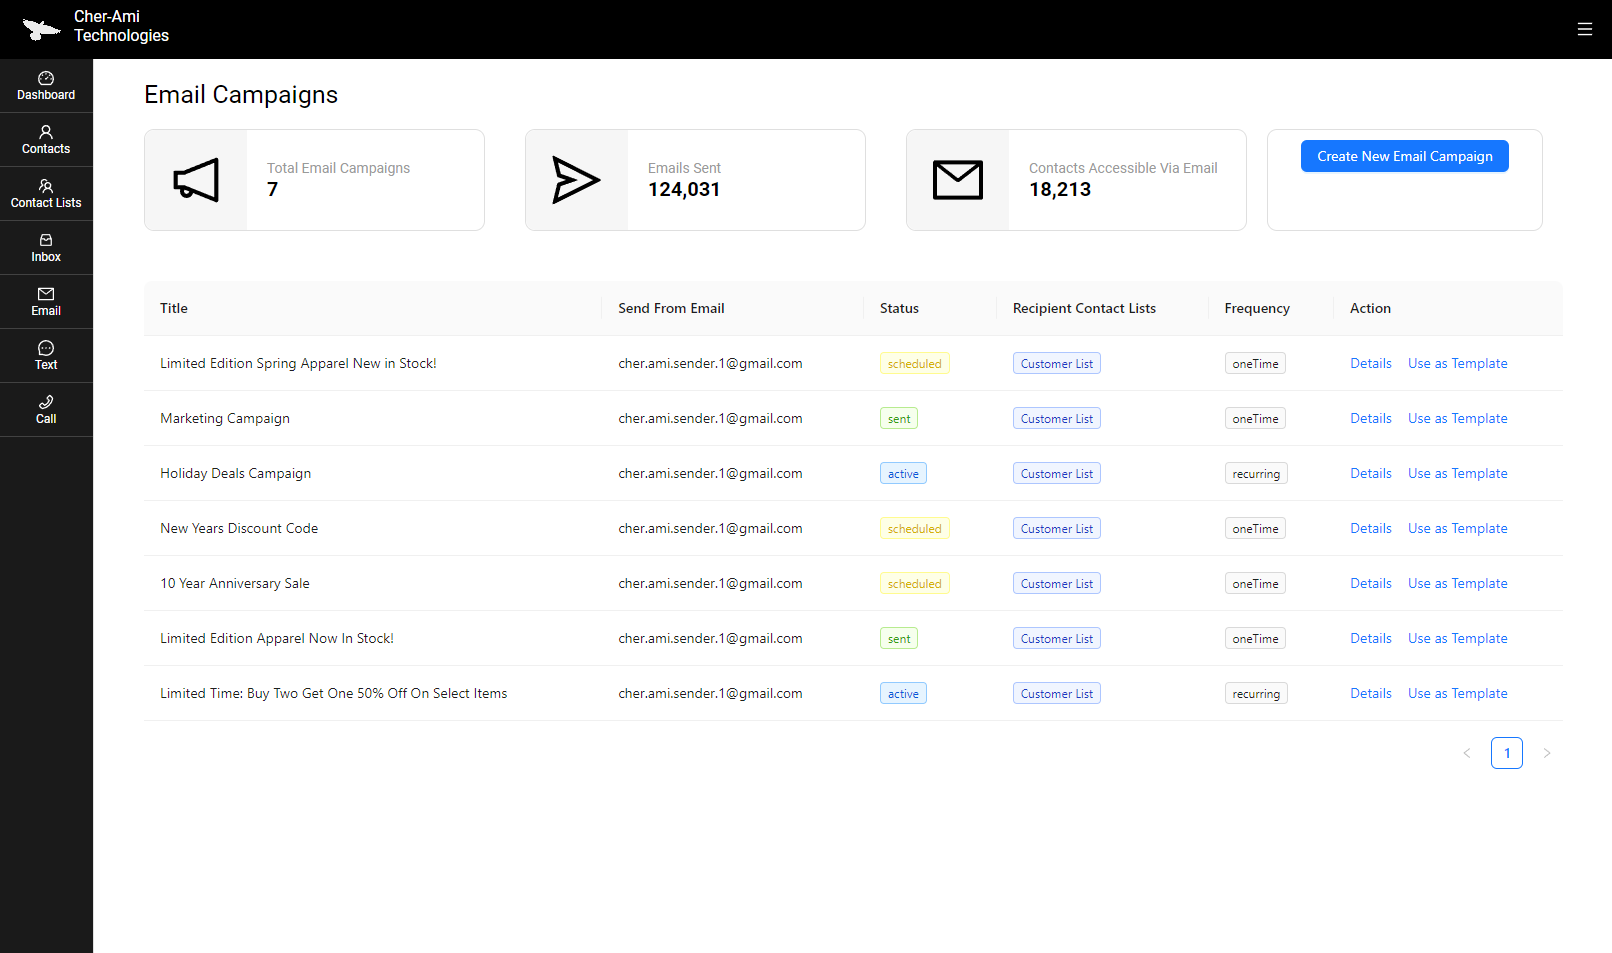 Cher-Ami
Technologies
Dashboard
Contacts
Contact Lists
Inbox
Email
Text
Call
Email Campaigns
Total Email Campaigns
7
Emails Sent
124,031
Contacts Accessible Via Email
18,213
Create New Email Campaign
Title Send From Email Status Recipient Contact Lists Frequency Action
Limited Edition Spring Apparel New in Stock! cher.ami.sender.1@gmail.com scheduled Customer List oneTime Details Use as Template
Marketing Campaign cher.ami.sender.1@gmail.com sent Customer List oneTime Details Use as Template
Holiday Deals Campaign cher.ami.sender.1@gmail.com active Customer List recurring Details Use as Template
New Years Discount Code cher.ami.sender.1@gmail.com scheduled Customer List oneTime Details Use as Template
10 Year Anniversary Sale cher.ami.sender.1@gmail.com scheduled Customer List oneTime Details Use as Template
Limited Edition Apparel Now In Stock! cher.ami.sender.1@gmail.com sent Customer List oneTime Details Use as Template
Limited Time: Buy Two Get One 50% Off On Select Items cher.ami.sender.1@gmail.com active Customer List recurring Details Use as Template
< 1 >